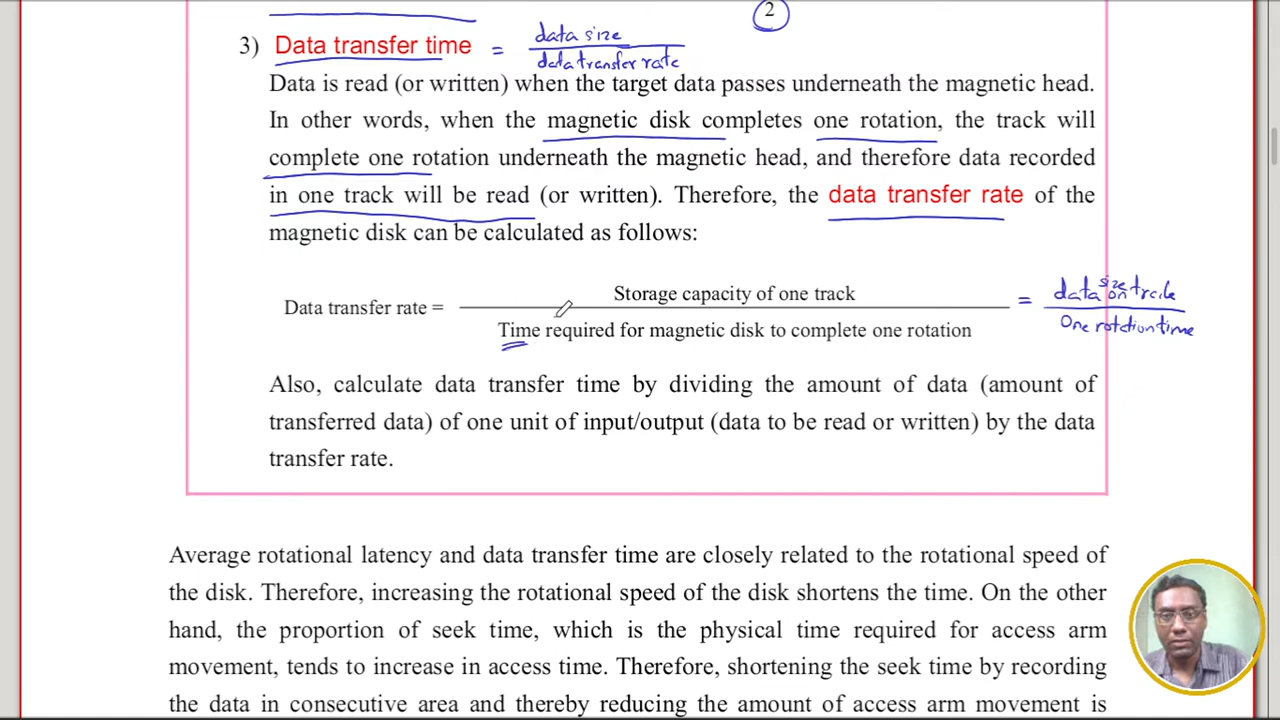 2
3) Data transfer time = data size / data transfer rate
Data is read (or written) when the target data passes underneath the magnetic head.
In other words, when the magnetic disk completes one rotation, the track will
complete one rotation underneath the magnetic head, and therefore data recorded
in one track will be read (or written). Therefore, the data transfer rate of the
magnetic disk can be calculated as follows:
Storage capacity of one track
Data transfer rate =
Time required for magnetic disk to complete one rotation
= data size on track / One rotation time
Also, calculate data transfer time by dividing the amount of data (amount of
transferred data) of one unit of input/output (data to be read or written) by the data
transfer rate.
Average rotational latency and data transfer time are closely related to the rotational speed of
the disk. Therefore, increasing the rotational speed of the disk shortens the time. On the other
hand, the proportion of seek time, which is the physical time required for access arm
movement, tends to increase in access time. Therefore, shortening the seek time by recording
the data in consecutive area and thereby reducing the amount of access arm movement is